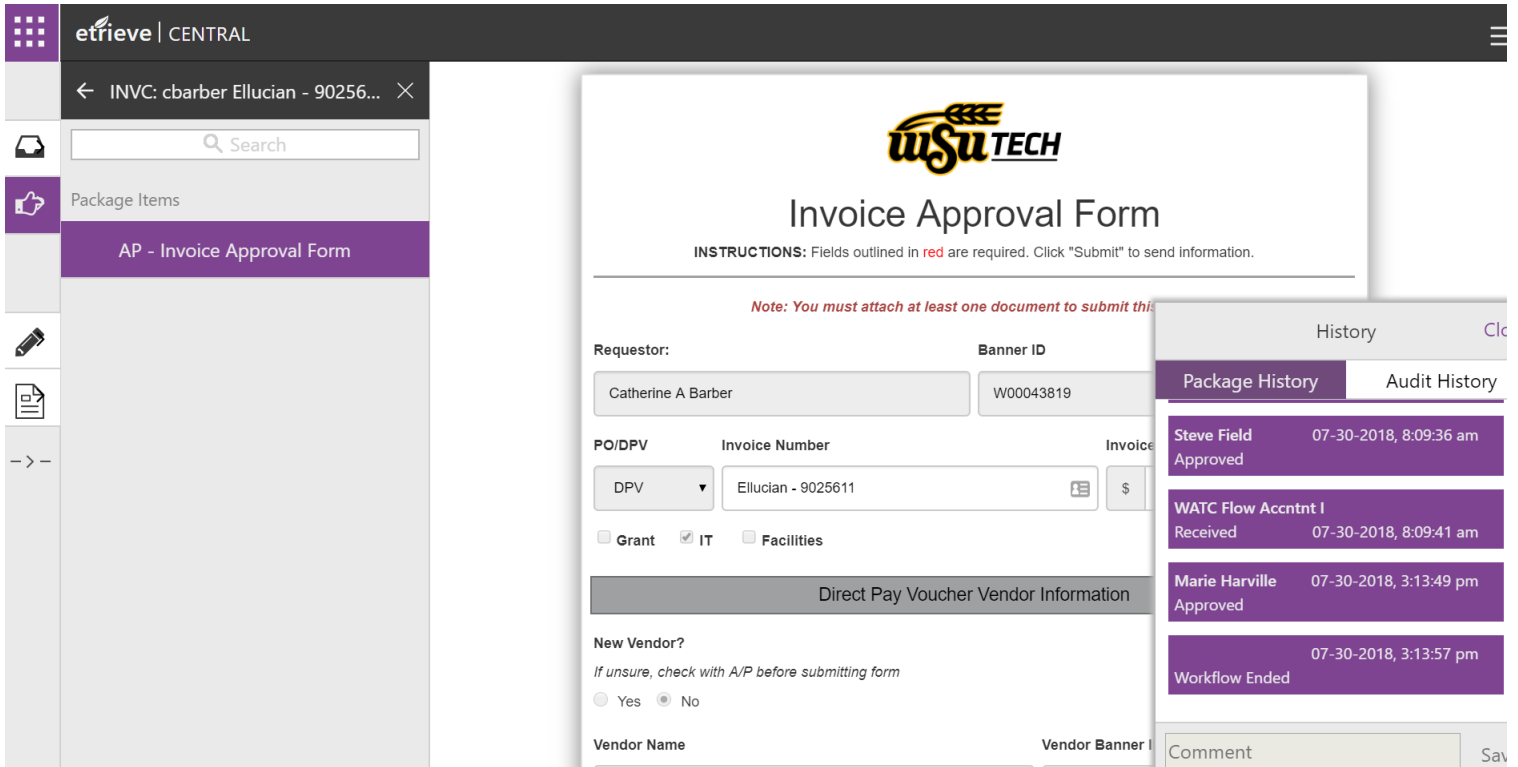 etrieve | CENTRAL
INVC: cbarber Ellucian - 90256...
Search
Package Items
AP - Invoice Approval Form
WSU TECH
Invoice Approval Form
INSTRUCTIONS: Fields outlined in red are required. Click "Submit" to send information.
Note: You must attach at least one document to submit this
Requestor:
Banner ID
Catherine A Barber
W00043819
PO/DPV
Invoice Number
Invoice
DPV
Ellucian - 9025611
$
Grant
IT
Facilities
Direct Pay Voucher Vendor Information
New Vendor?
If unsure, check with A/P before submitting form
Yes
No
Vendor Name
Vendor Banner I
History
Clo
Package History
Audit History
Steve Field 07-30-2018, 8:09:36 am
Approved
WATC Flow Accntnt I
Received 07-30-2018, 8:09:41 am
Marie Harville 07-30-2018, 3:13:49 pm
Approved
07-30-2018, 3:13:57 pm
Workflow Ended
Comment
Sav